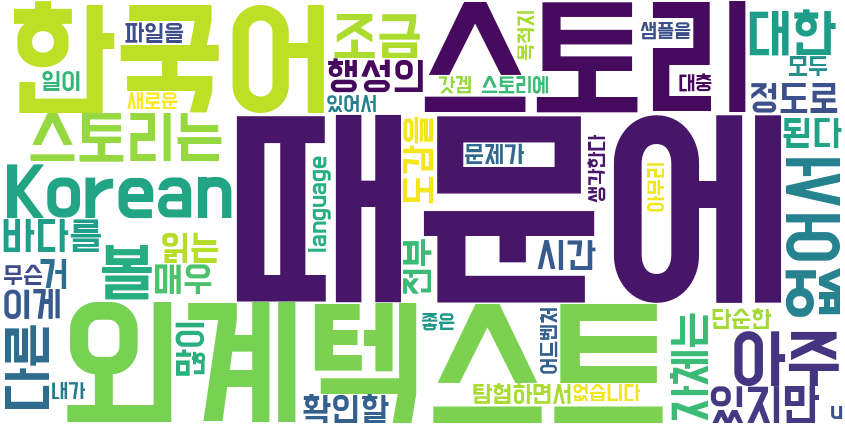 한국어
파일을
조금
스토리
목적지
샘플을
대한
일이
행성의
갓겜
스토리에
대충
모두
새로운
있어서
정도로
스토리는
때문에
문제가
된다
Korean
language
도감을
생각한다
아무리
바다를
읽는
볼
매우
전부
시간
무슨
거
이게
외계
텍스트
많이
좋은
어드벤처
자체는
단순한
아주
다른
내가
확인할
탐험하면서
없습니다
있지만
u